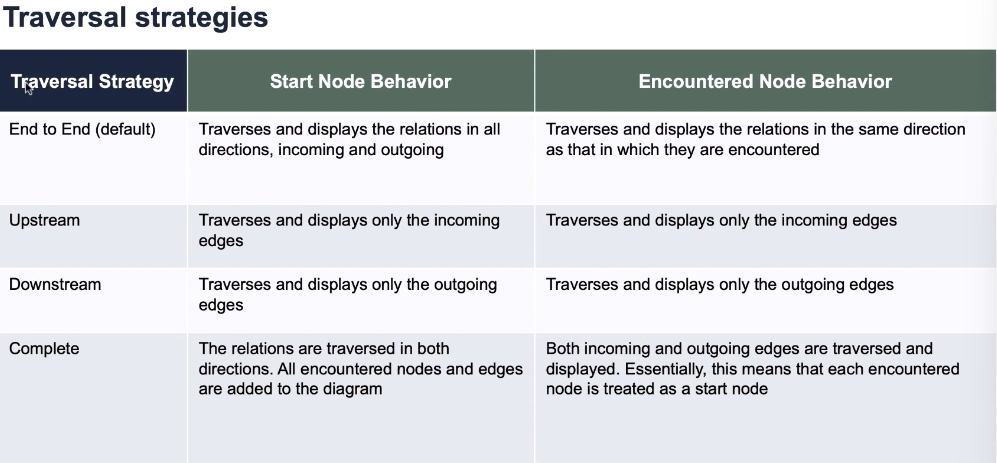 Traversal strategies
Traversal Strategy
Start Node Behavior
Encountered Node Behavior
End to End (default)
Traverses and displays the relations in all
directions, incoming and outgoing
Traverses and displays the relations in the same direction
as that in which they are encountered
Upstream
Traverses and displays only the incoming
edges
Traverses and displays only the incoming edges
Downstream
Traverses and displays only the outgoing
edges
Traverses and displays only the outgoing edges
Complete
The relations are traversed in both
directions. All encountered nodes and edges
are added to the diagram
Both incoming and outgoing edges are traversed and
displayed. Essentially, this means that each encountered
node is treated as a start node